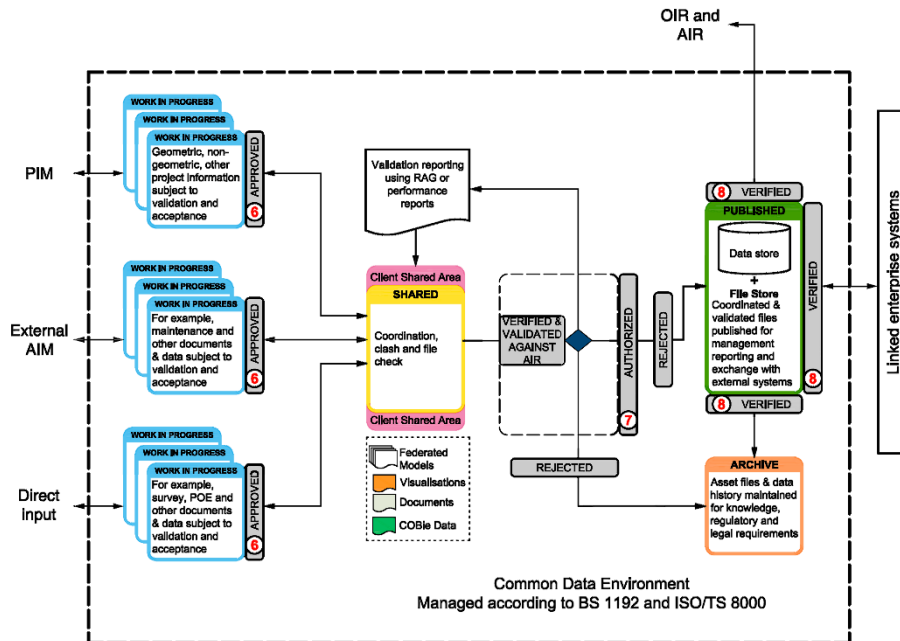 OIR and
AIR
PIM
WORK IN PROGRESS
WORK IN PROGRESS
WORK IN PROGRESS
Geometric, non-
geometric, other
project information
subject to
validation and
acceptance
APPROVED
6
External
AIM
WORK IN PROGRESS
WORK IN PROGRESS
WORK IN PROGRESS
For example,
maintenance and
other documents
& data subject to
validation and
acceptance
APPROVED
6
Direct
input
WORK IN PROGRESS
WORK IN PROGRESS
WORK IN PROGRESS
For example,
survey, POE and
other documents
& data subject to
validation and
acceptance
APPROVED
6
Validation reporting
using RAG or
performance
reports
Client Shared Area
SHARED
Coordination,
clash and file
check
Client Shared Area
Federated
Models
Visualisations
Documents
COBie Data
VERIFIED &
VALIDATED
AGAINST
AIR
AUTHORIZED
7
REJECTED
REJECTED
8 VERIFIED
PUBLISHED
Data store
+
File Store
Coordinated &
validated files
published for
management
reporting and
exchange with
external systems
VERIFIED
8
8 VERIFIED
ARCHIVE
Asset files & data
history maintained
for knowledge,
regulatory and
legal requirements
Linked enterprise systems
Common Data Environment
Managed according to BS 1192 and ISO/TS 8000